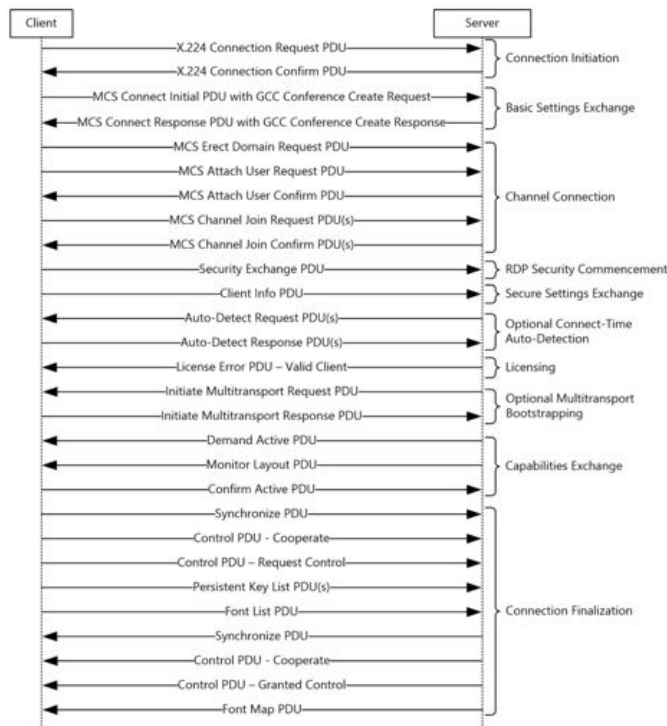 Client
Server
X.224 Connection Request PDU
X.224 Connection Confirm PDU
Connection Initiation
MCS Connect Initial PDU with GCC Conference Create Request
MCS Connect Response PDU with GCC Conference Create Response
Basic Settings Exchange
MCS Erect Domain Request PDU
MCS Attach User Request PDU
MCS Attach User Confirm PDU
MCS Channel Join Request PDU(s)
MCS Channel Join Confirm PDU(s)
Channel Connection
Security Exchange PDU
RDP Security Commencement
Client Info PDU
Secure Settings Exchange
Auto-Detect Request PDU(s)
Auto-Detect Response PDU(s)
Optional Connect-Time
Auto-Detection
License Error PDU – Valid Client
Licensing
Initiate Multitransport Request PDU
Initiate Multitransport Response PDU
Optional Multitransport
Bootstrapping
Demand Active PDU
Monitor Layout PDU
Confirm Active PDU
Capabilities Exchange
Synchronize PDU
Control PDU - Cooperate
Control PDU – Request Control
Persistent Key List PDU(s)
Font List PDU
Synchronize PDU
Control PDU - Cooperate
Control PDU – Granted Control
Font Map PDU
Connection Finalization